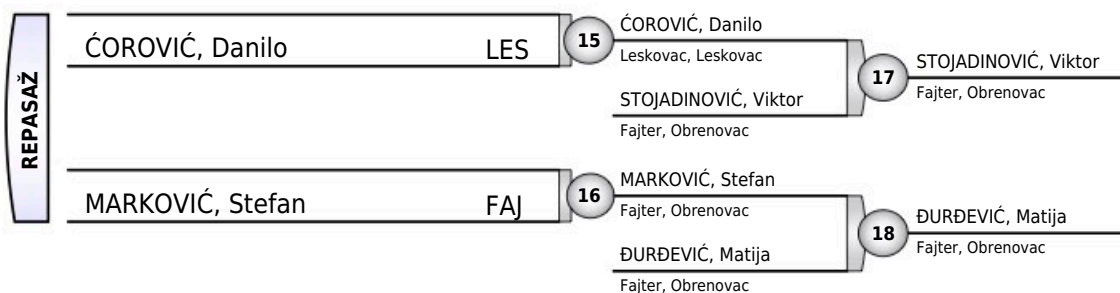 REPASAŽ
ĆOROVIĆ, Danilo LES
15
ĆOROVIĆ, Danilo
Leskovac, Leskovac
STOJADINOVIĆ, Viktor
Fajter, Obrenovac
17
STOJADINOVIĆ, Viktor
Fajter, Obrenovac
MARKOVIĆ, Stefan FAJ
16
MARKOVIĆ, Stefan
Fajter, Obrenovac
ĐURĐEVIĆ, Matija
Fajter, Obrenovac
18
ĐURĐEVIĆ, Matija
Fajter, Obrenovac